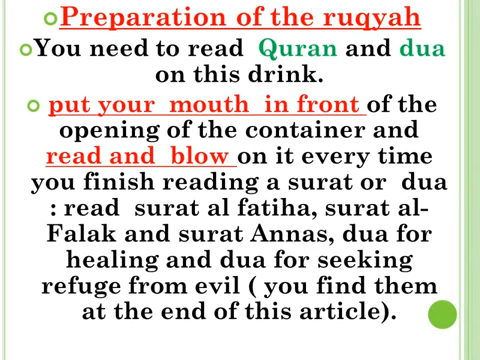 Preparation of the ruqyah
You need to read Quran and dua
on this drink.
put your mouth in front of the
opening of the container and
read and blow on it every time
you finish reading a surat or dua
: read surat al fatiha, surat al-
Falak and surat Annas, dua for
healing and dua for seeking
refuge from evil ( you find them
at the end of this article).